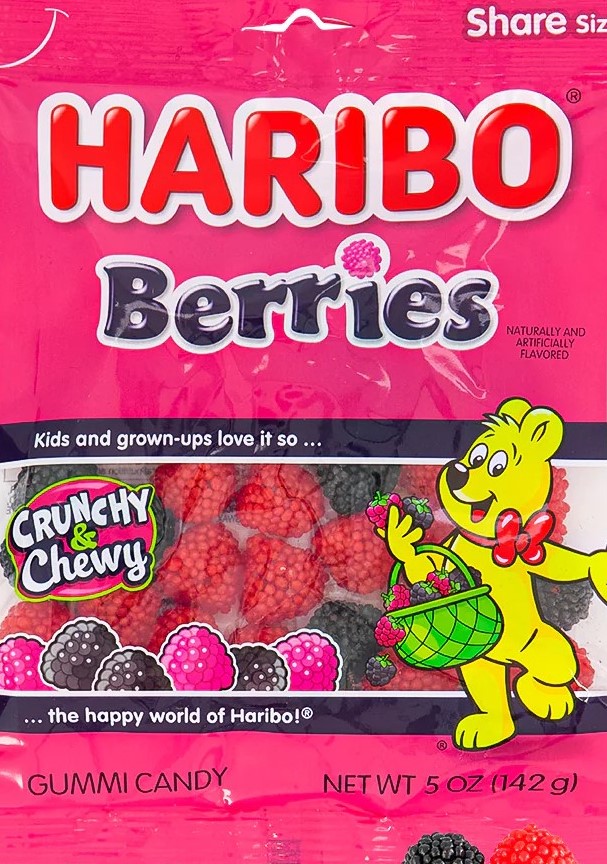 Share Siz
HARIBO®
Berries
NATURALLY AND
ARTIFICIALLY
FLAVORED
Kids and grown-ups love it so ...
CRUNCHY
&
Chewy
... the happy world of Haribo!®
®
GUMMI CANDY NET WT 5 OZ (142 g)